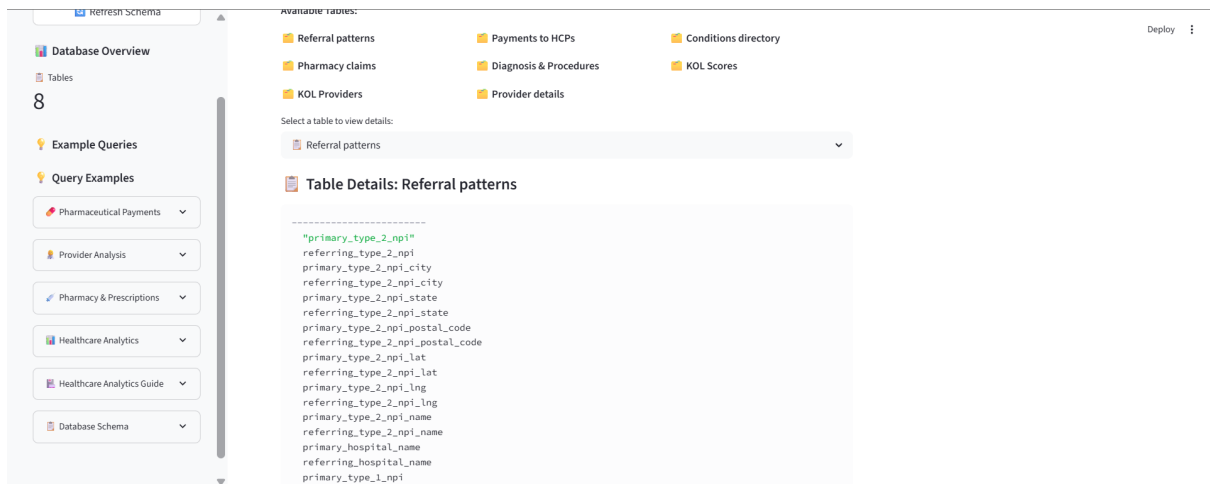 Refresh Schema
Database Overview
Tables
8
Example Queries
Query Examples
Pharmaceutical Payments
Provider Analysis
Pharmacy & Prescriptions
Healthcare Analytics
Healthcare Analytics Guide
Database Schema
Available Tables:
Referral patterns
Payments to HCPs
Conditions directory
Pharmacy claims
Diagnosis & Procedures
KOL Scores
KOL Providers
Provider details
Select a table to view details:
Referral patterns
Table Details: Referral patterns
------------------------
"primary_type_2_npi"
referring_type_2_npi
primary_type_2_npi_city
referring_type_2_npi_city
primary_type_2_npi_state
referring_type_2_npi_state
primary_type_2_npi_postal_code
referring_type_2_npi_postal_code
primary_type_2_npi_lat
referring_type_2_npi_lat
primary_type_2_npi_lng
referring_type_2_npi_lng
primary_type_2_npi_name
referring_type_2_npi_name
primary_hospital_name
referring_hospital_name
primary_type_1_npi
Deploy